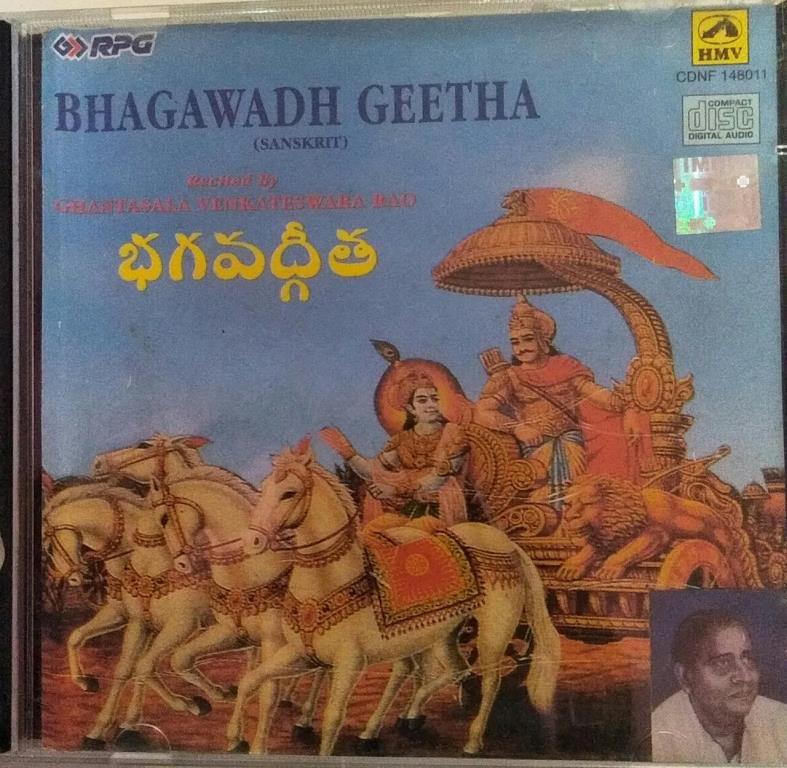 RPG
HMV
CDNF 148011
COMPACT
disc
DIGITAL AUDIO
BHAGAWADH GEETHA
(SANSKRIT)
Recited by
GHANTASALA VENKATESWARA RAO
భగవద్గీత